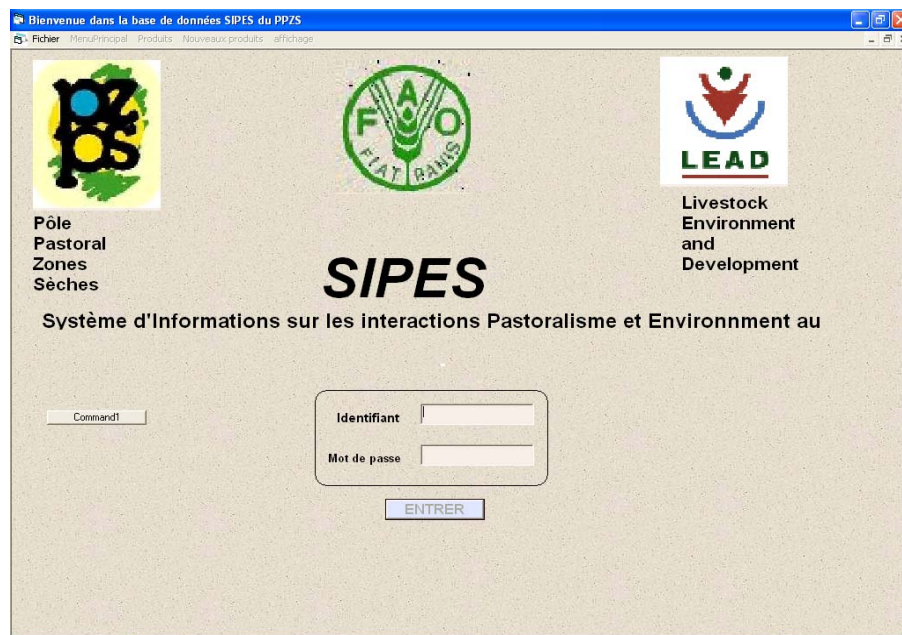 Bienvenue dans la base de données SIPES du PPZS
Fichier MenuPrincipal Produits Nouveaux produits affichage
pz
ps
F A O
FIAT PANIS
LEAD
Pôle
Pastoral
Zones
Sèches
Livestock
Environment
and
Development
SIPES
Système d'Informations sur les interactions Pastoralisme et Environnment au
Command1
Identifiant
Mot de passe
ENTRER